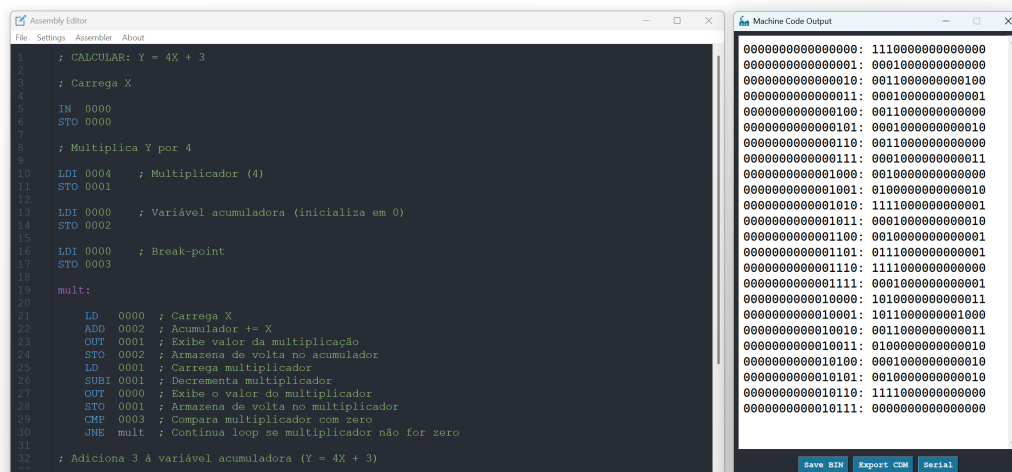 Assembly Editor
File Settings Assembler About
1 ; CALCULAR: Y = 4X + 3
2
3 ; Carrega X
4
5 IN 0000
6 STO 0000
7
8 ; Multiplica Y por 4
9
10 LDI 0004 ; Multiplicador (4)
11 STO 0001
12
13 LDI 0000 ; Variável acumuladora (inicializa em 0)
14 STO 0002
15
16 LDI 0000 ; Break-point
17 STO 0003
18
19 mult:
20
21 LD 0000 ; Carrega X
22 ADD 0002 ; Acumulador += X
23 OUT 0001 ; Exibe valor da multiplicação
24 STO 0002 ; Armazena de volta no acumulador
25 LD 0001 ; Carrega multiplicador
26 SUBI 0001 ; Decrementa multiplicador
27 OUT 0000 ; Exibe o valor do multiplicador
28 STO 0001 ; Armazena de volta no multiplicador
29 CMP 0003 ; Compara multiplicador com zero
30 JNE mult ; Continua loop se multiplicador não for zero
31
32 ; Adiciona 3 à variável acumuladora (Y = 4X + 3)
Machine Code Output
0000000000000000: 1110000000000000
0000000000000001: 0001000000000000
0000000000000010: 0011000000000100
0000000000000011: 0001000000000001
0000000000000100: 0011000000000000
0000000000000101: 0001000000000010
0000000000000110: 0011000000000000
0000000000000111: 0001000000000011
0000000000001000: 0010000000000000
0000000000001001: 0100000000000010
0000000000001010: 1111000000000001
0000000000001011: 0001000000000010
0000000000001100: 0010000000000001
0000000000001101: 0111000000000001
0000000000001110: 1111000000000000
0000000000001111: 0001000000000001
0000000000010000: 1010000000000011
0000000000010001: 1011000000001000
0000000000010010: 0011000000000011
0000000000010011: 0100000000000010
0000000000010100: 0001000000000010
0000000000010101: 0010000000000010
0000000000010110: 1111000000000000
0000000000010111: 0000000000000000
Save BIN Export CDM Serial